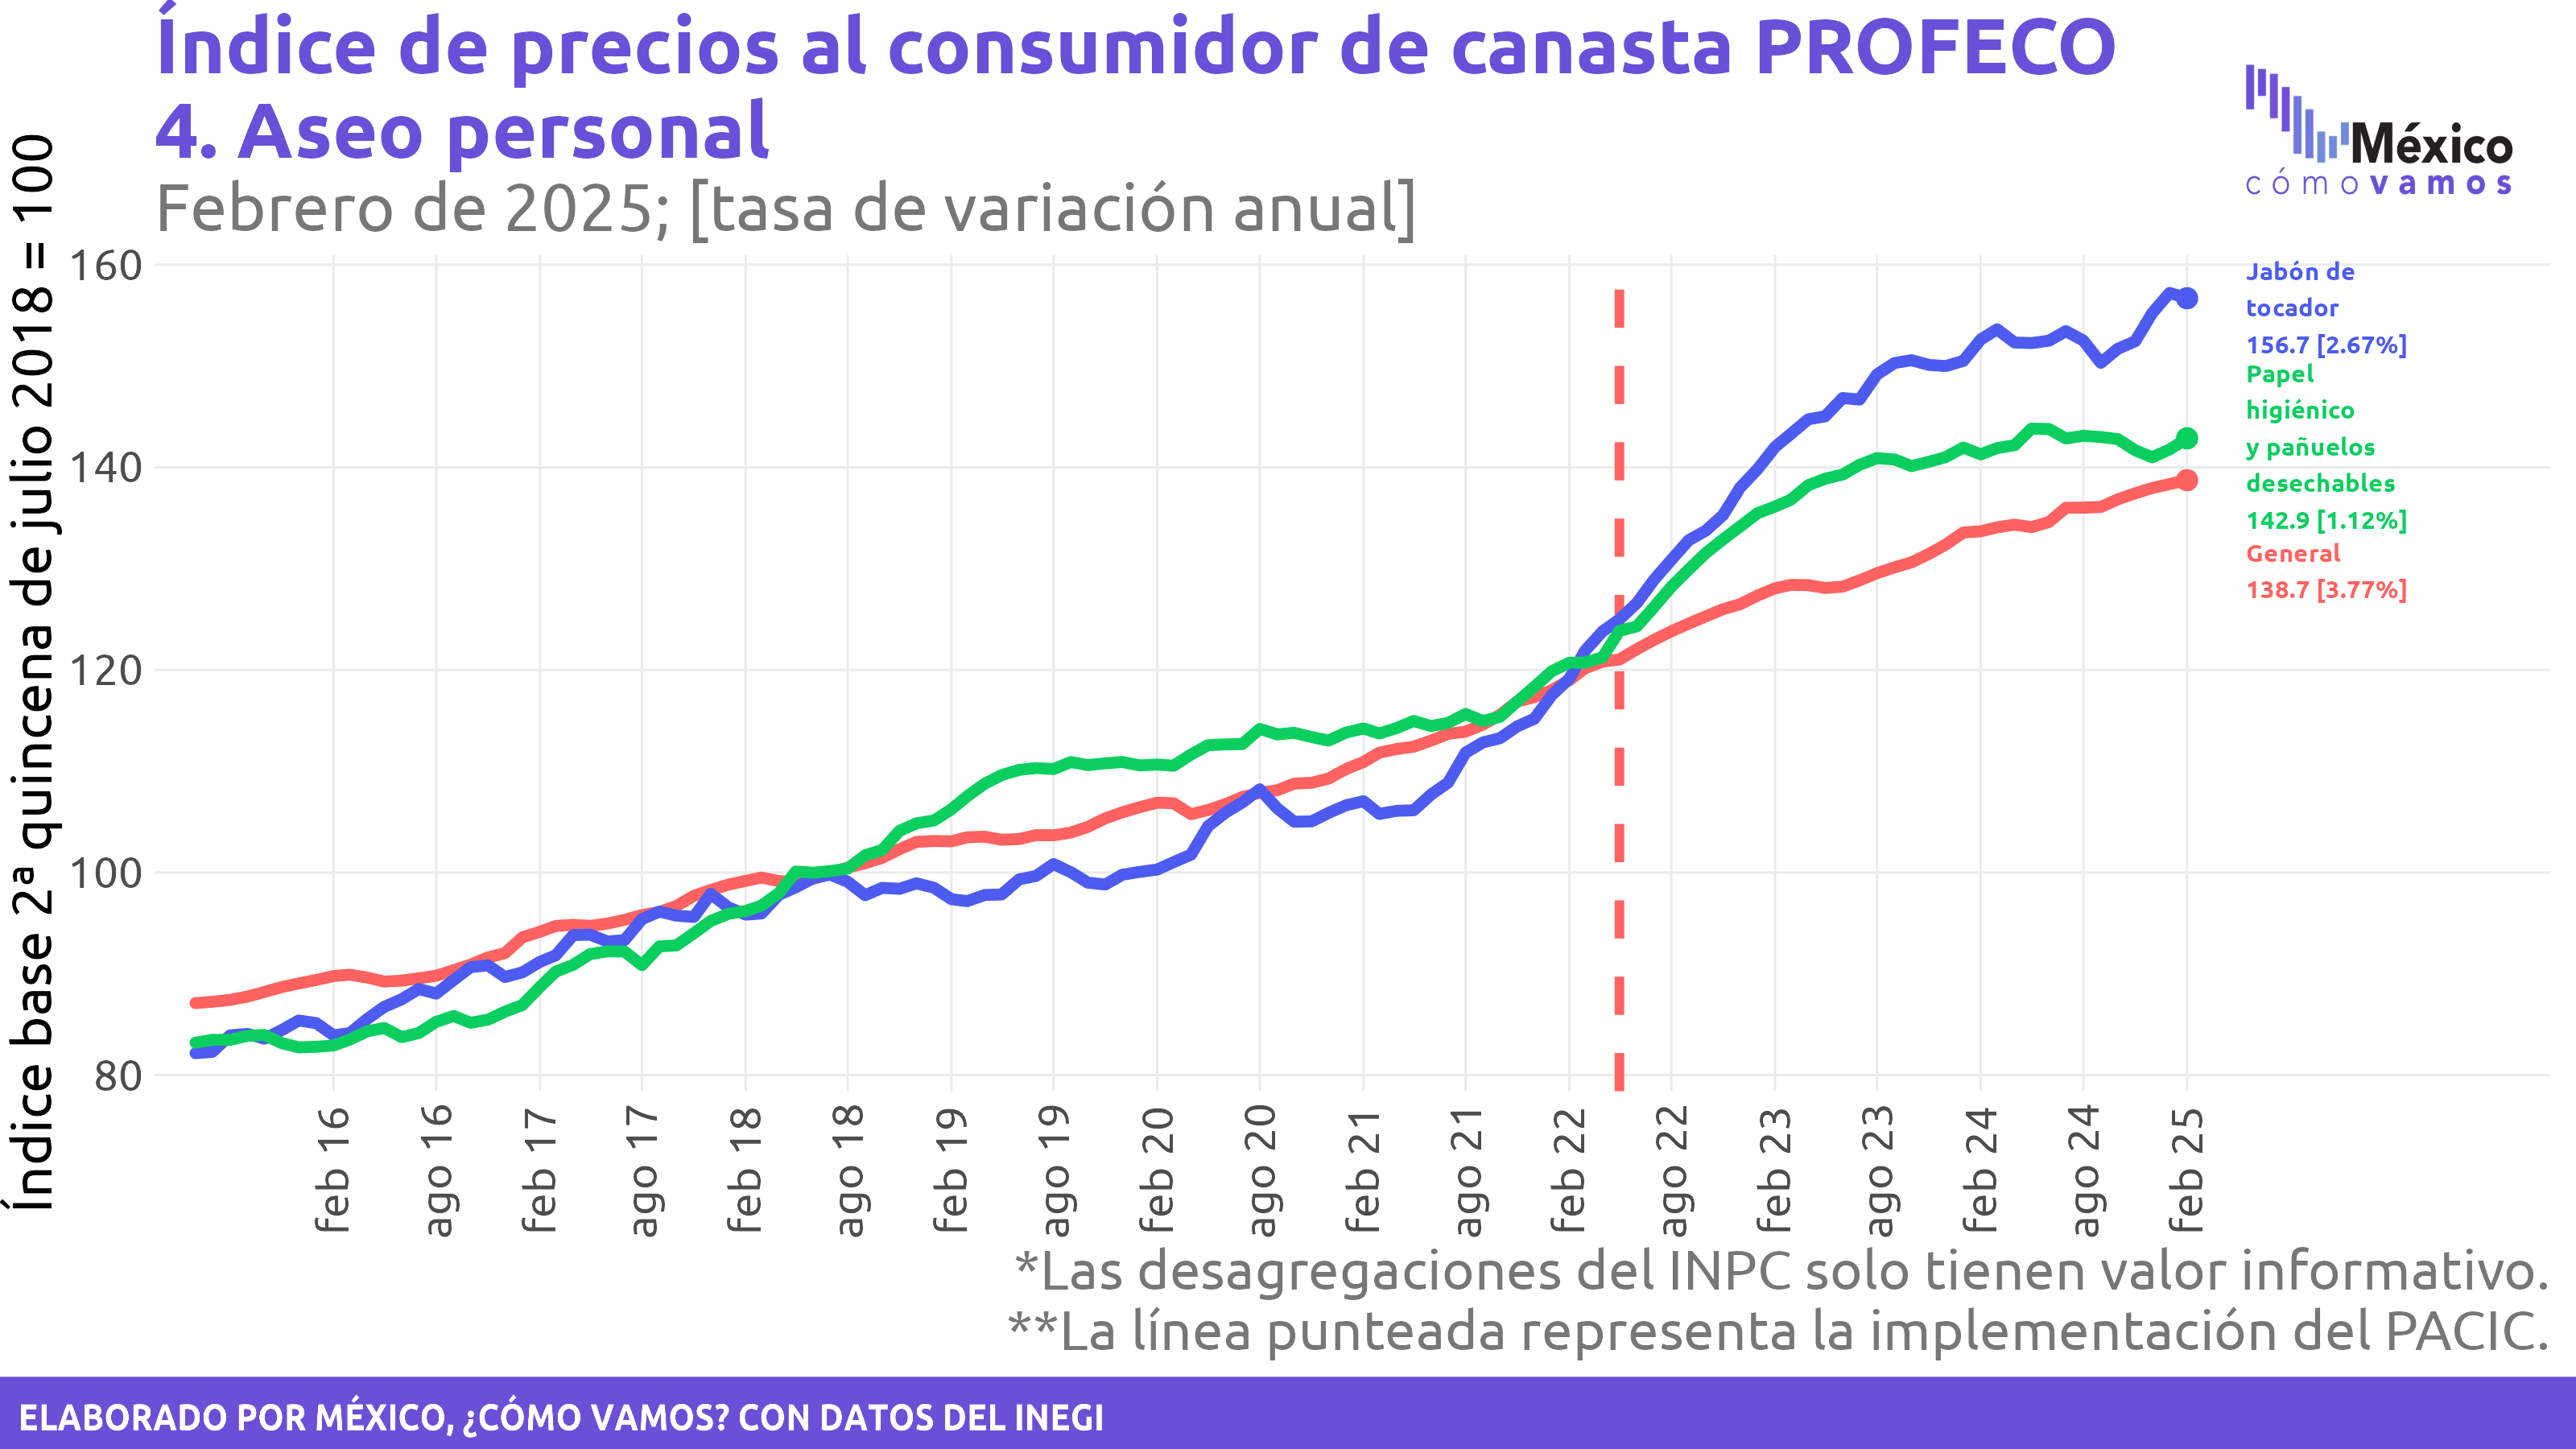 Índice de precios al consumidor de canasta PROFECO
4. Aseo personal
Febrero de 2025; [tasa de variación anual]
México
cómo vamos
Índice base 2ª quincena de julio 2018 = 100
160
140
120
100
80
Jabón de
tocador
156.7 [2.67%]
Papel
higiénico
y pañuelos
desechables
142.9 [1.12%]
General
138.7 [3.77%]
feb 16
ago 16
feb 17
ago 17
feb 18
ago 18
feb 19
ago 19
feb 20
ago 20
feb 21
ago 21
feb 22
ago 22
feb 23
ago 23
feb 24
ago 24
feb 25
*Las desagregaciones del INPC solo tienen valor informativo.
**La línea punteada representa la implementación del PACIC.
ELABORADO POR MÉXICO, ¿CÓMO VAMOS? CON DATOS DEL INEGI